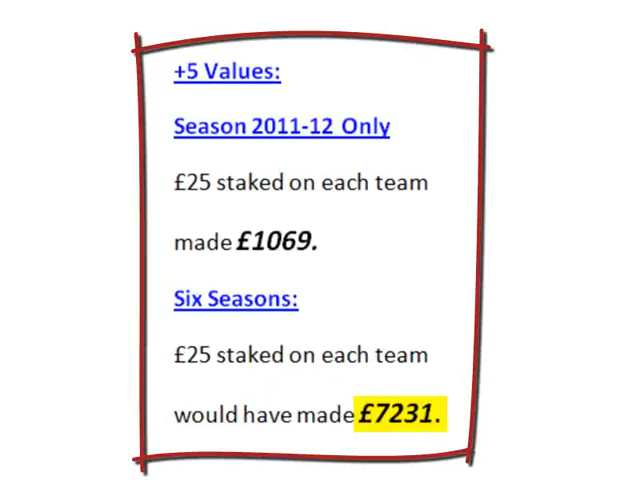 +5 Values:
Season 2011-12 Only
£25 staked on each team
made £1069.
Six Seasons:
£25 staked on each team
would have made £7231.